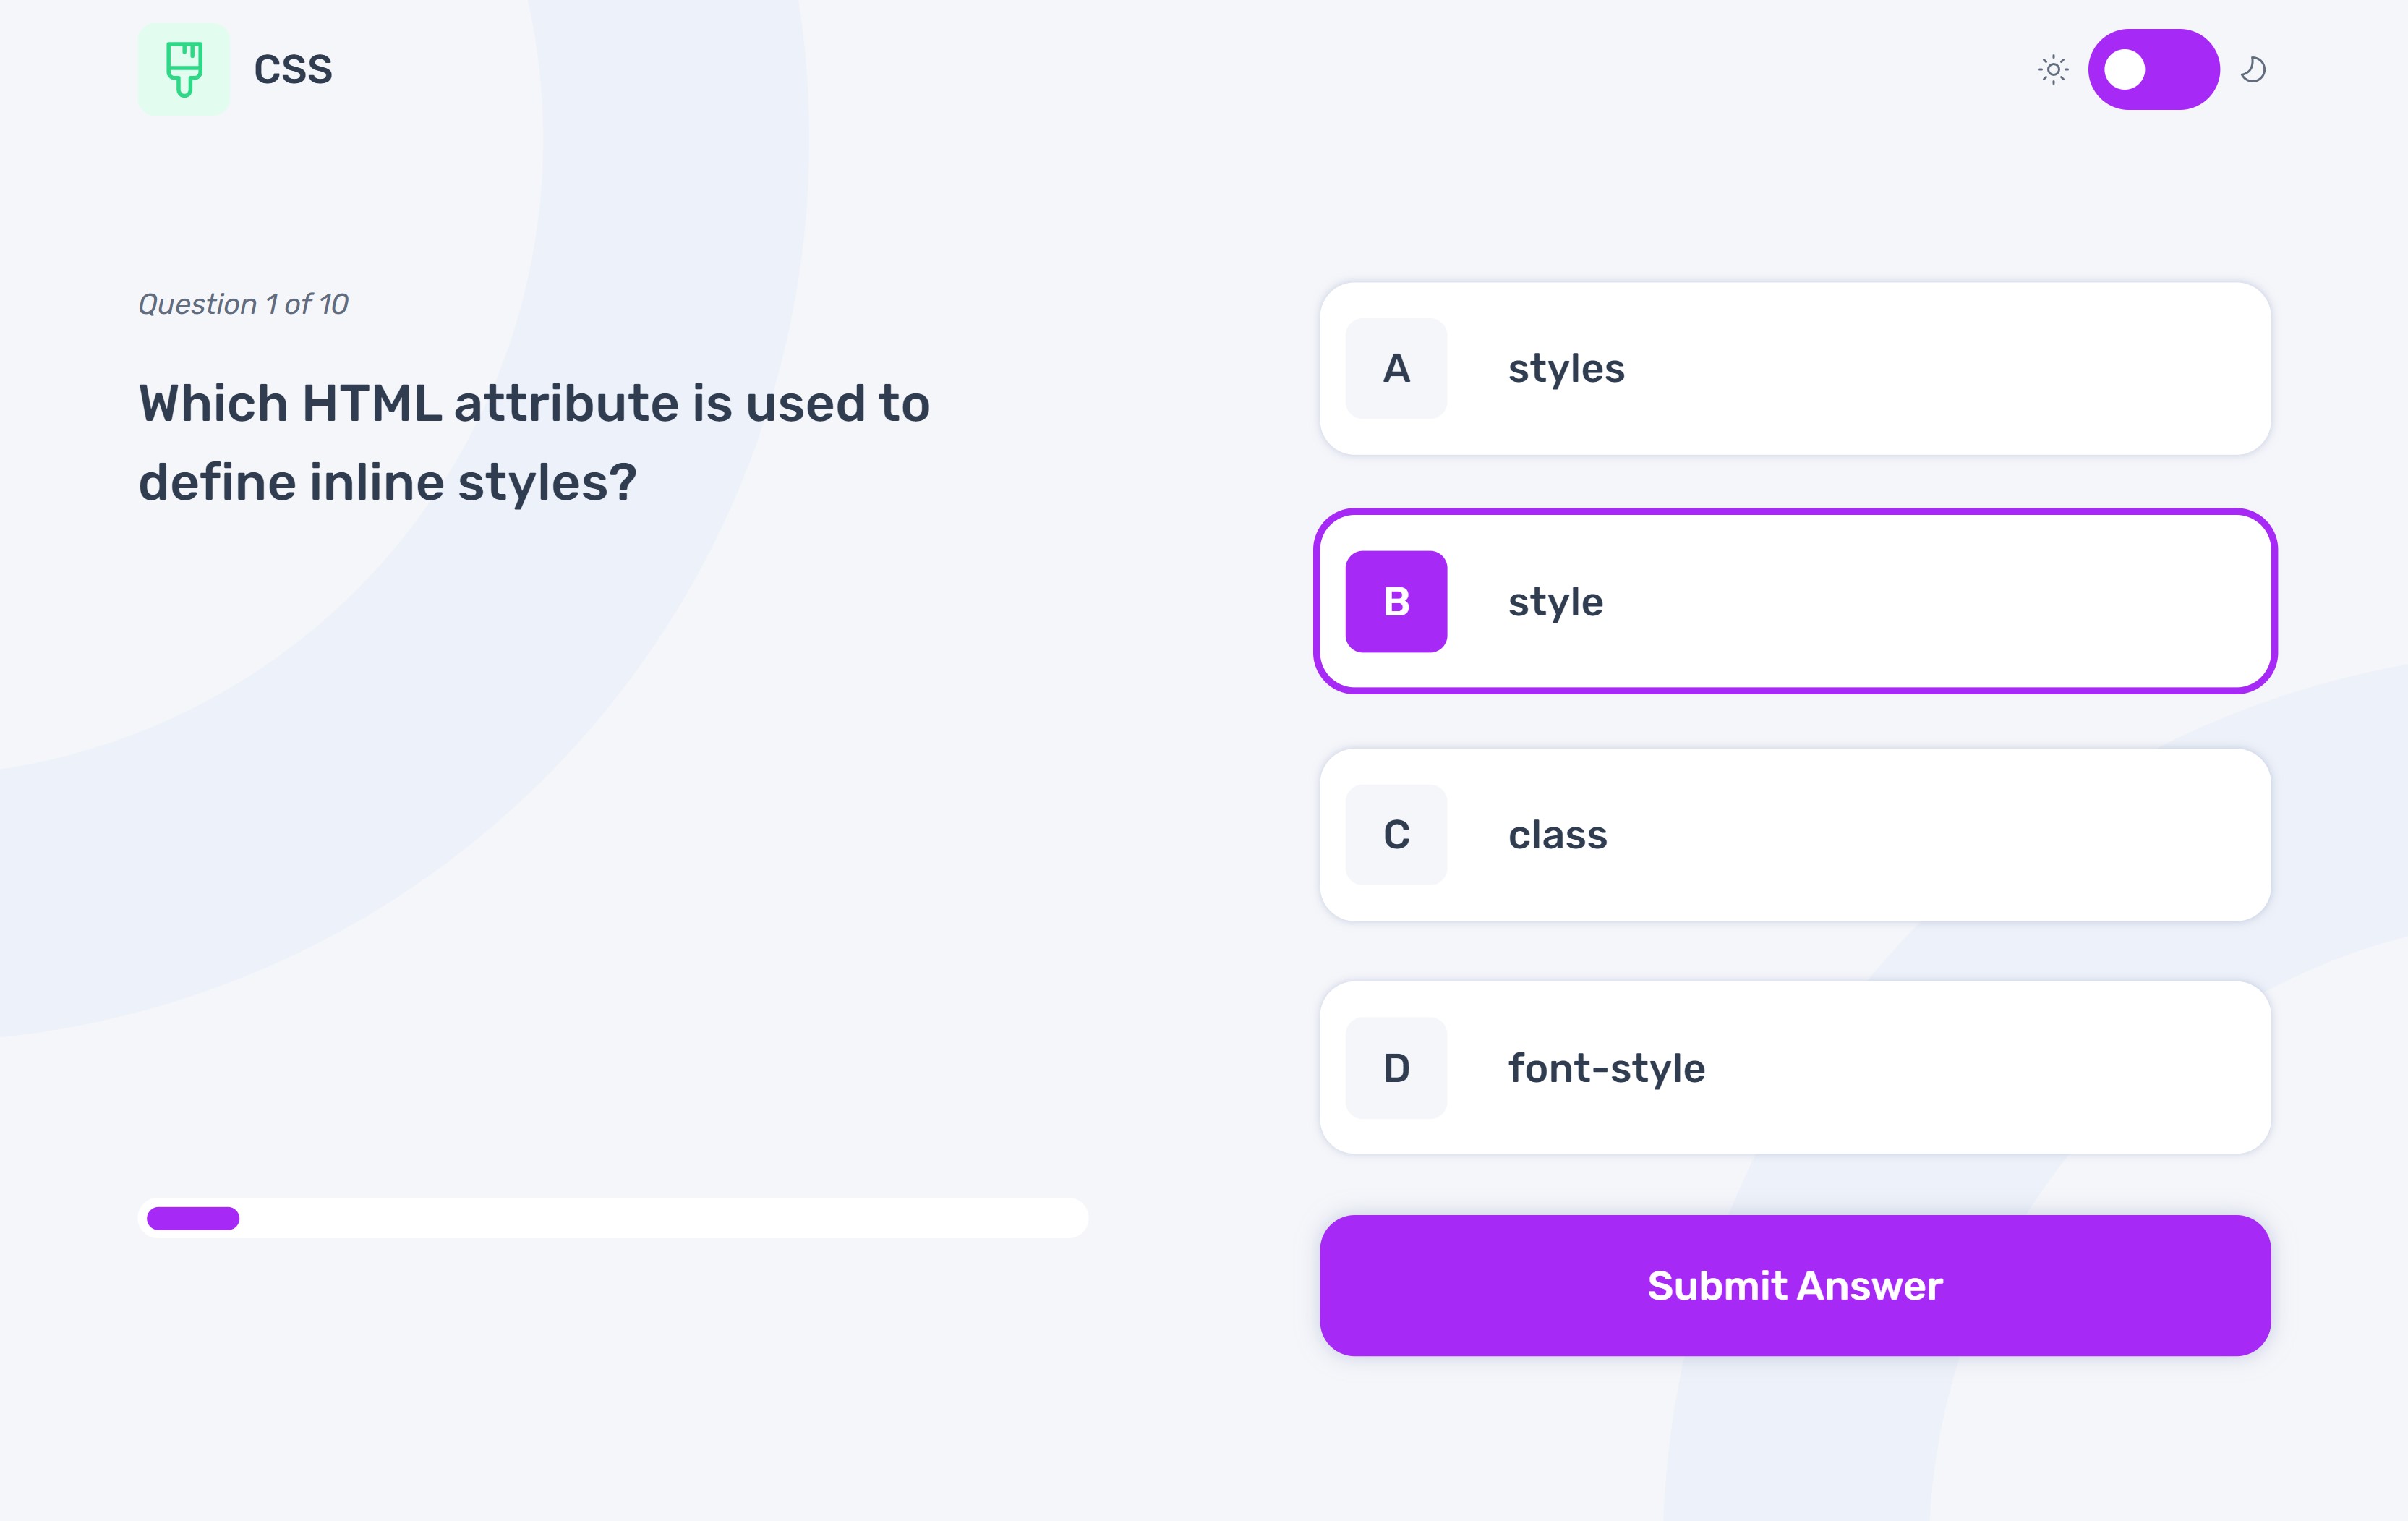 CSS
Question 1 of 10
Which HTML attribute is used to
define inline styles?
A styles
B style
C class
D font-style
Submit Answer